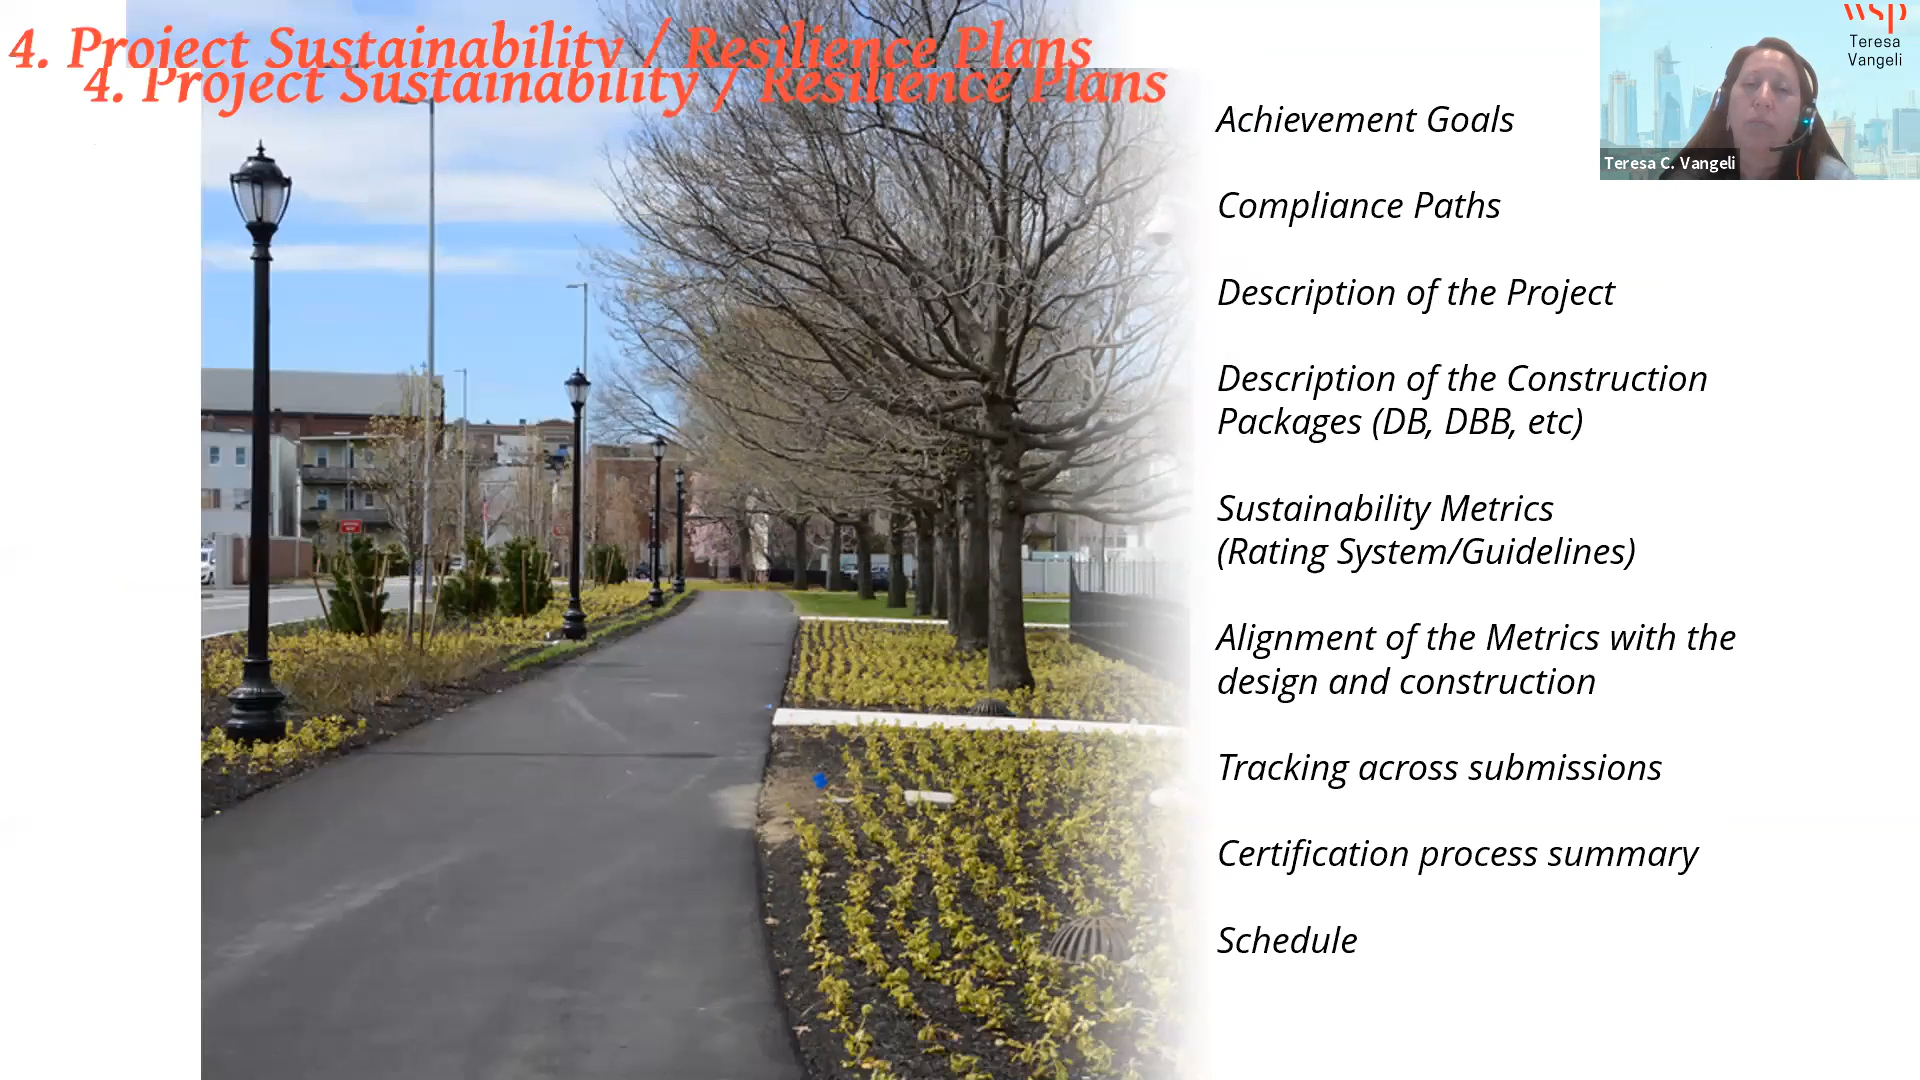 4. Project Sustainability / Resilience Plans
4. Project Sustainability / Resilience Plans
wsp
Teresa
Vangeli
Teresa C. Vangeli
Achievement Goals
Compliance Paths
Description of the Project
Description of the Construction
Packages (DB, DBB, etc)
Sustainability Metrics
(Rating System/Guidelines)
Alignment of the Metrics with the
design and construction
Tracking across submissions
Certification process summary
Schedule